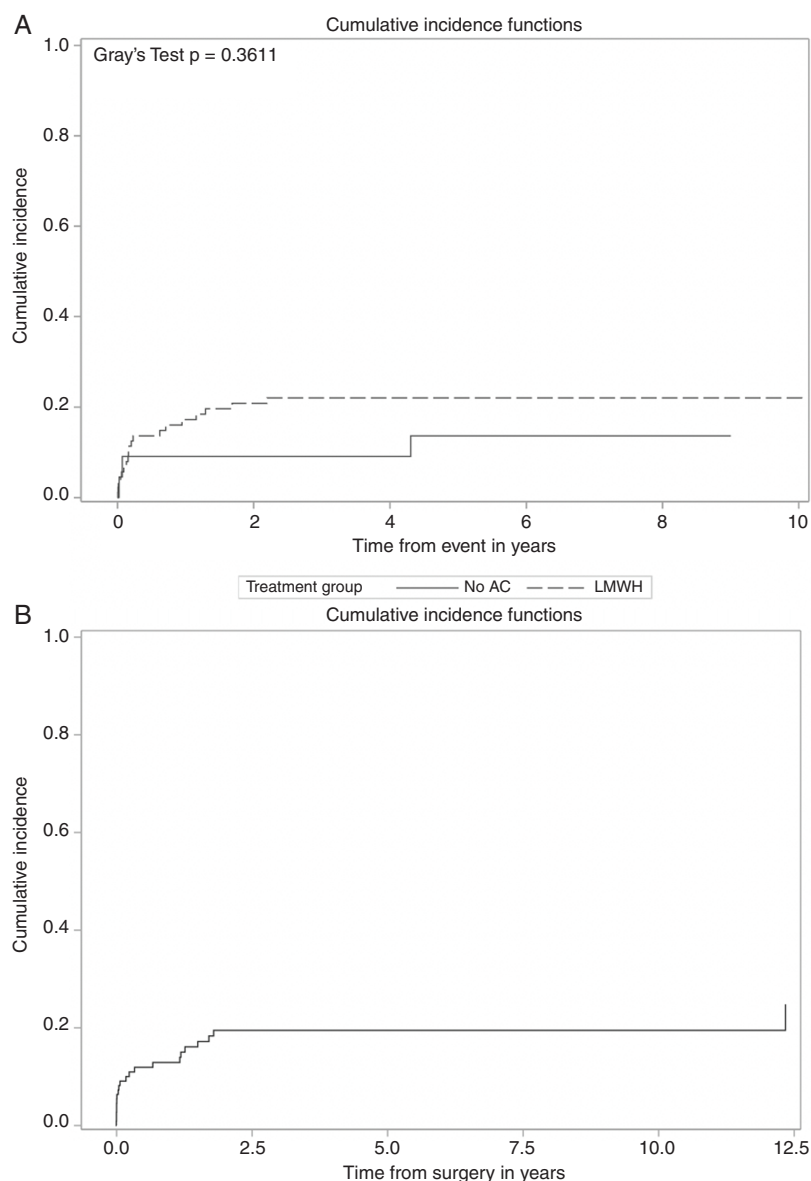 A
Cumulative incidence functions
Gray's Test p = 0.3611
Cumulative incidence
1.0
0.8
0.6
0.4
0.2
0.0
0 2 4 6 8 10
Time from event in years
Treatment group No AC LMWH
B
Cumulative incidence functions
Cumulative incidence
1.0
0.8
0.6
0.4
0.2
0.0
0.0 2.5 5.0 7.5 10.0 12.5
Time from surgery in years